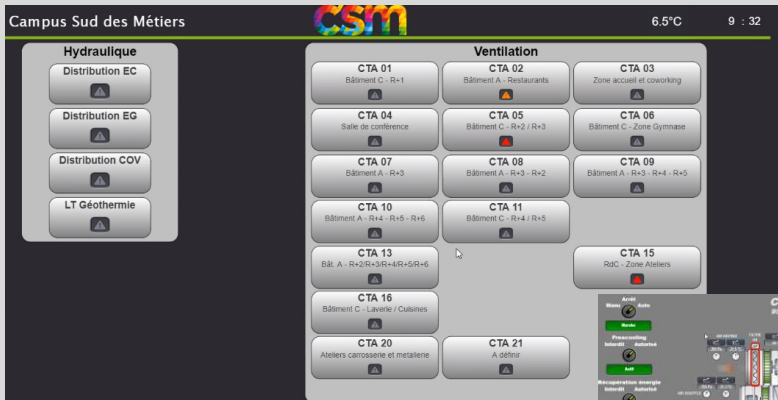 Campus Sud des Métiers
csm
6.5°C
9 : 32
Hydraulique
Distribution EC
Distribution EG
Distribution COV
LT Géothermie
Ventilation
CTA 01
Bâtiment C - R+1
CTA 02
Bâtiment A - Restaurants
CTA 03
Zone accueil et coworking
CTA 04
Salle de conférence
CTA 05
Bâtiment C - R+2 / R+3
CTA 06
Bâtiment C - Zone Gymnase
CTA 07
Bâtiment A - R+3
CTA 08
Bâtiment A - R+3 - R+2
CTA 09
Bâtiment A - R+3 - R+4 - R+5
CTA 10
Bâtiment A - R+4 - R+5 - R+6
CTA 11
Bâtiment C - R+4 / R+5
CTA 13
Bât. A - R+2/R+3/R+4/R+5/R+6
CTA 15
RdC - Zone Ateliers
CTA 16
Bâtiment C - Laverie / Cuisines
CTA 20
Ateliers carrosserie et metallerie
CTA 21
A définir
Arrêt
Manu
Auto
Marche
Precooling
Interdit
Autorisé
Actif
Récupération énergie
Interdit
Autorisé